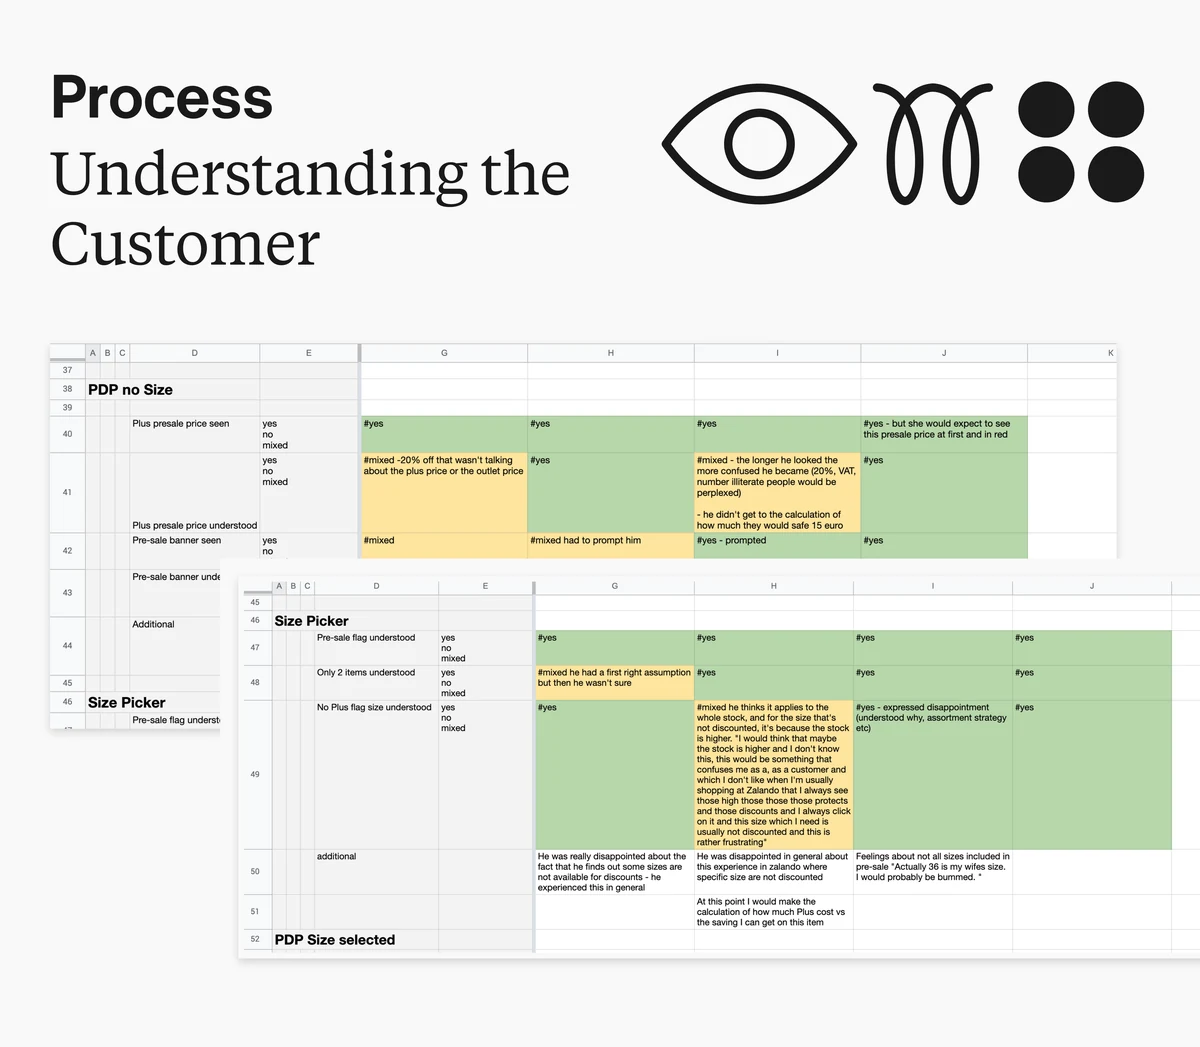 Process
Understanding the
Customer
A B C D E G H I J K
37
38 PDP no Size
39
40 Plus presale price seen
yes
no
mixed
#yes
#yes
#yes
#yes - but she would expect to see
this presale price at first and in red
41
Plus presale price understood
yes
no
mixed
#mixed -20% off that wasn't talking
about the plus price or the outlet price
#yes
#mixed - the longer he looked the
more confused he became (20%, VAT,
number illiterate people would be
perplexed)
- he didn't get to the calculation of
how much they would safe 15 euro
#yes
42 Pre-sale banner seen
yes
no
#mixed
#mixed had to prompt him
#yes - prompted
#yes
43 Pre-sale banner unde
44 Additional
45
46 Size Picker
Pre-sale flag underst
A B C D E G H I J
45
46 Size Picker
47 Pre-sale flag understood
yes
no
mixed
#yes
#yes
#yes
#yes
48 Only 2 items understood
yes
no
mixed
#mixed he had a first right assumption
but then he wasn't sure
#yes
#yes
#yes
49 No Plus flag size understood
yes
no
mixed
#yes
#mixed he thinks it applies to the
whole stock, and for the size that's
not discounted, it's because the stock
is higher. "I would think that maybe
the stock is higher and I don't know
this, this would be something that
confuses me as a, as a customer and
which I don't like when I'm usually
shopping at Zalando that I always see
those high those those those protects
and those discounts and I always click
on it and this size which I need is
usually not discounted and this is
rather frustrating"
#yes - expressed disappointment
(understood why, assortment strategy
etc)
#yes
50 additional
He was really disappointed about the
fact that he finds out some sizes are
not available for discounts - he
experienced this in general
He was disappointed in general about
this experience in zalando where
specific size are not discounted
Feelings about not all sizes included in
pre-sale "Actually 36 is my wifes size.
I would probably be bummed. "
51
At this point I would make the
calculation of how much Plus cost vs
the saving I can get on this item
52 PDP Size selected